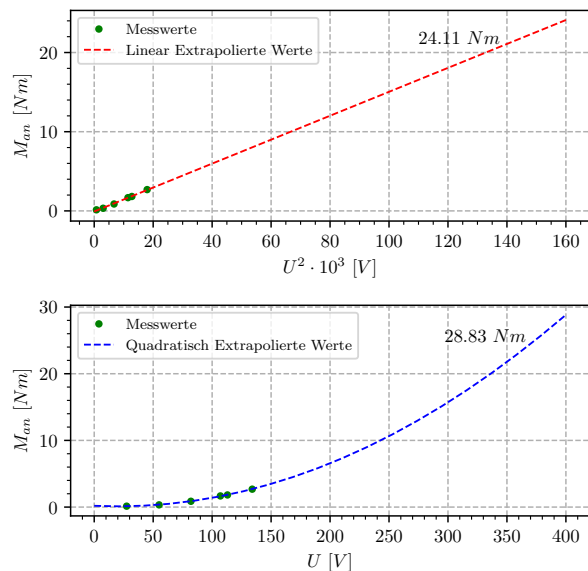 Messwerte
Linear Extrapolierte Werte
24.11 Nm
20
10
0
M_an [Nm]
0 20 40 60 80 100 120 140 160
U² · 10³ [V]
Messwerte
Quadratisch Extrapolierte Werte
28.83 Nm
30
20
10
0
M_an [Nm]
0 50 100 150 200 250 300 350 400
U [V]